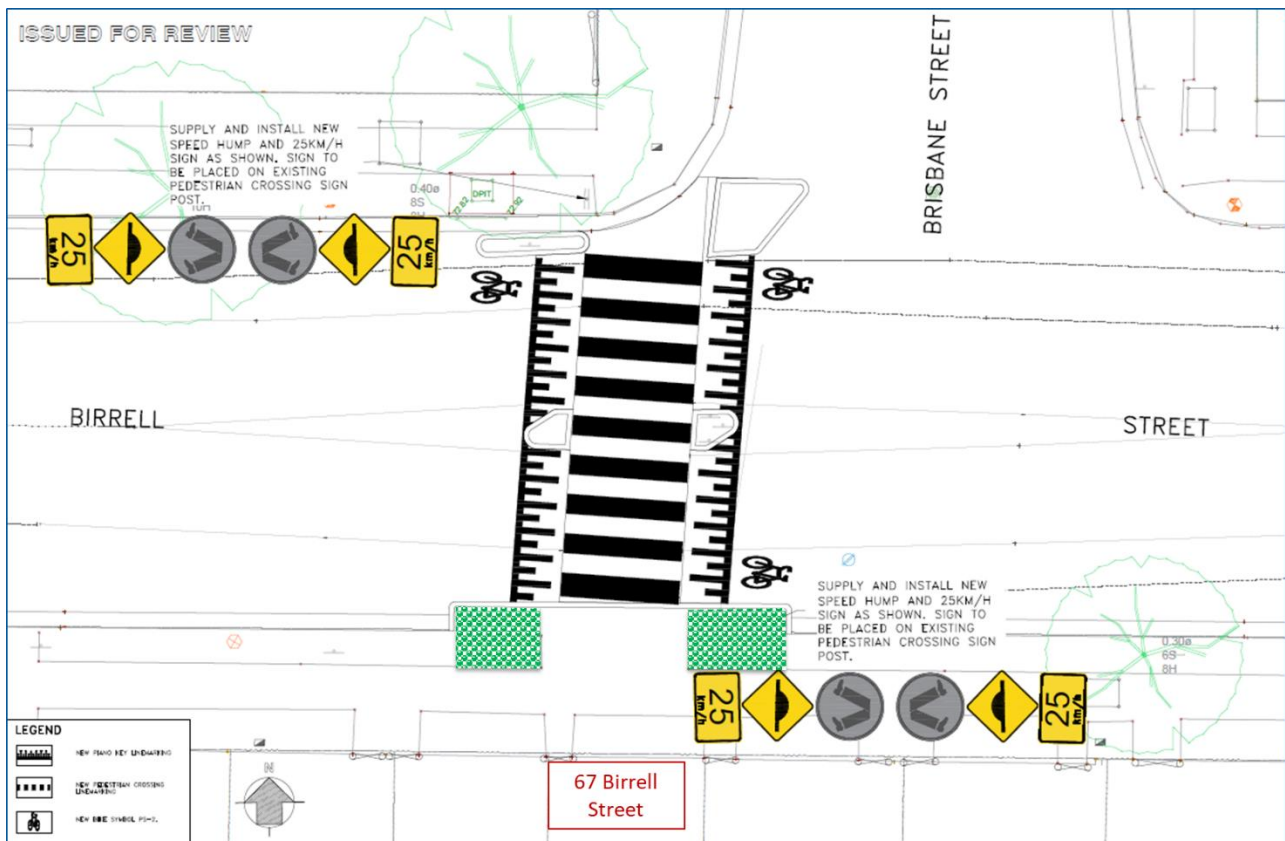 ISSUED FOR REVIEW
BRISBANE STREET
SUPPLY AND INSTALL NEW
SPEED HUMP AND 25KM/H
SIGN AS SHOWN. SIGN TO
BE PLACED ON EXISTING
PEDESTRIAN CROSSING SIGN
POST.
0.40ø
8S
DPIT
12.92
25
km/h
25
km/h
BIRRELL
STREET
SUPPLY AND INSTALL NEW
SPEED HUMP AND 25KM/H
SIGN AS SHOWN. SIGN TO
BE PLACED ON EXISTING
PEDESTRIAN CROSSING SIGN
POST.
0.30ø
6S
8H
25
km/h
25
km/h
LEGEND
NEW PIANO KEY LINEMARKING
NEW PEDESTRIAN CROSSING
LINEMARKING
NEW BIKE SYMBOL PS-2.
N
67 Birrell
Street